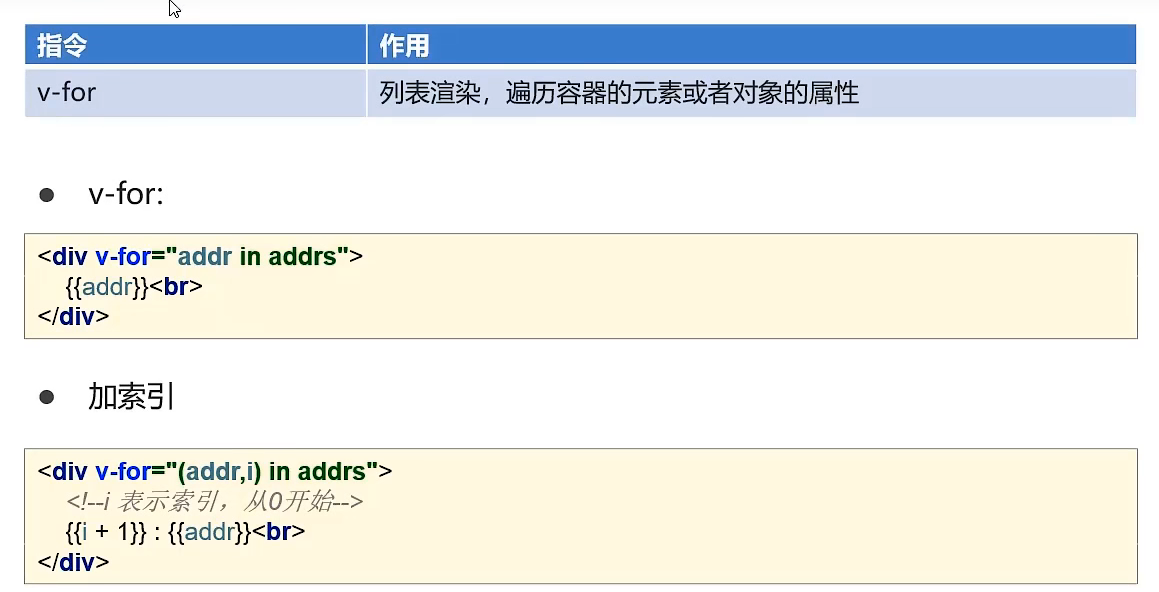 指令 作用
v-for 列表渲染，遍历容器的元素或者对象的属性
● v-for:
<div v-for="addr in addrs">
{{addr}}<br>
</div>
● 加索引
<div v-for="(addr,i) in addrs">
<!--i 表示索引，从0开始-->
{{i + 1}} : {{addr}}<br>
</div>